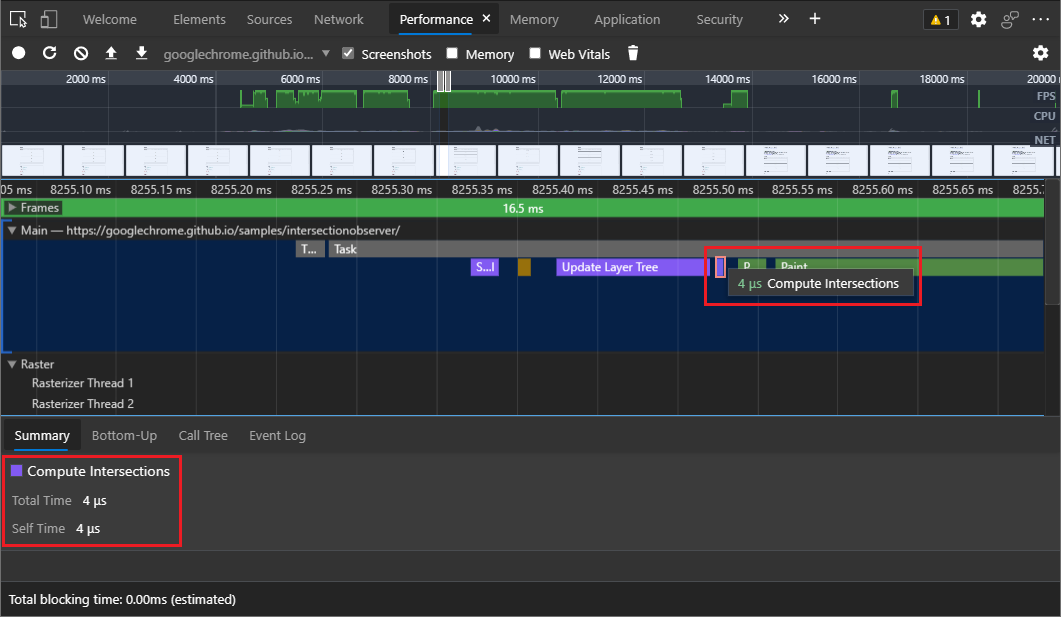 Welcome Elements Sources Network Performance × Memory Application Security » + 1 ...
googlechrome.github.io... Screenshots Memory Web Vitals
2000 ms 4000 ms 6000 ms 8000 ms 10000 ms 12000 ms 14000 ms 16000 ms 18000 ms 20000
FPS
CPU
NET
05 ms 8255.10 ms 8255.15 ms 8255.20 ms 8255.25 ms 8255.30 ms 8255.35 ms 8255.40 ms 8255.45 ms 8255.50 ms 8255.55 ms 8255.60 ms 8255.65 ms 8255.7
Frames 16.5 ms
Main — https://googlechrome.github.io/samples/intersectionobserver/
T... Task
S...l Update Layer Tree P... Paint
4 μs Compute Intersections
Raster
Rasterizer Thread 1
Rasterizer Thread 2
Summary Bottom-Up Call Tree Event Log
Compute Intersections
Total Time 4 μs
Self Time 4 μs
Total blocking time: 0.00ms (estimated)